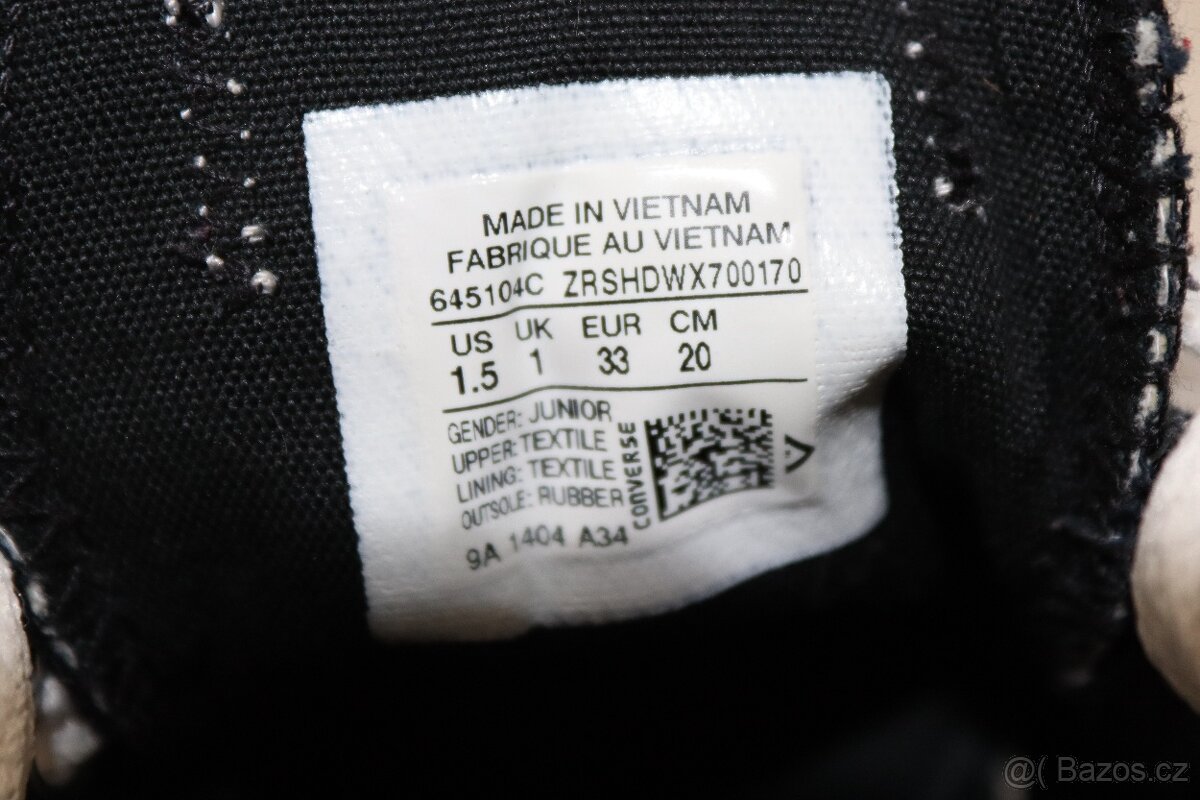 MADE IN VIETNAM
FABRIQUE AU VIETNAM
645104C ZRSHDWX700170
US UK EUR CM
1.5 1 33 20
GENDER: JUNIOR
UPPER: TEXTILE
LINING: TEXTILE
OUTSOLE: RUBBER
9A 1404 A34
CONVERSE
@( Bazos.cz